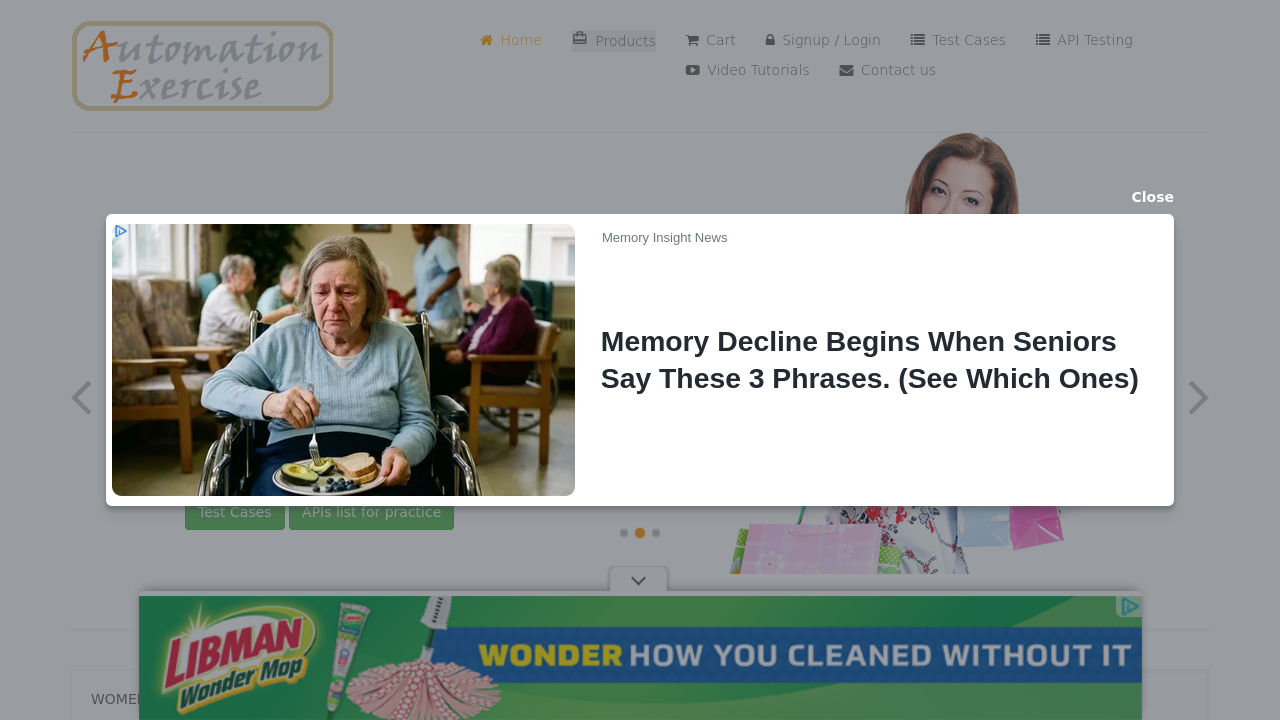 Automation
Exercise
Home
Products
Cart
Signup / Login
Test Cases
API Testing
Video Tutorials
Contact us
Close
Memory Insight News
Memory Decline Begins When Seniors
Say These 3 Phrases. (See Which Ones)
Test Cases
APIs list for practice
LIBMAN
Wonder Mop
WONDER HOW YOU CLEANED WITHOUT IT